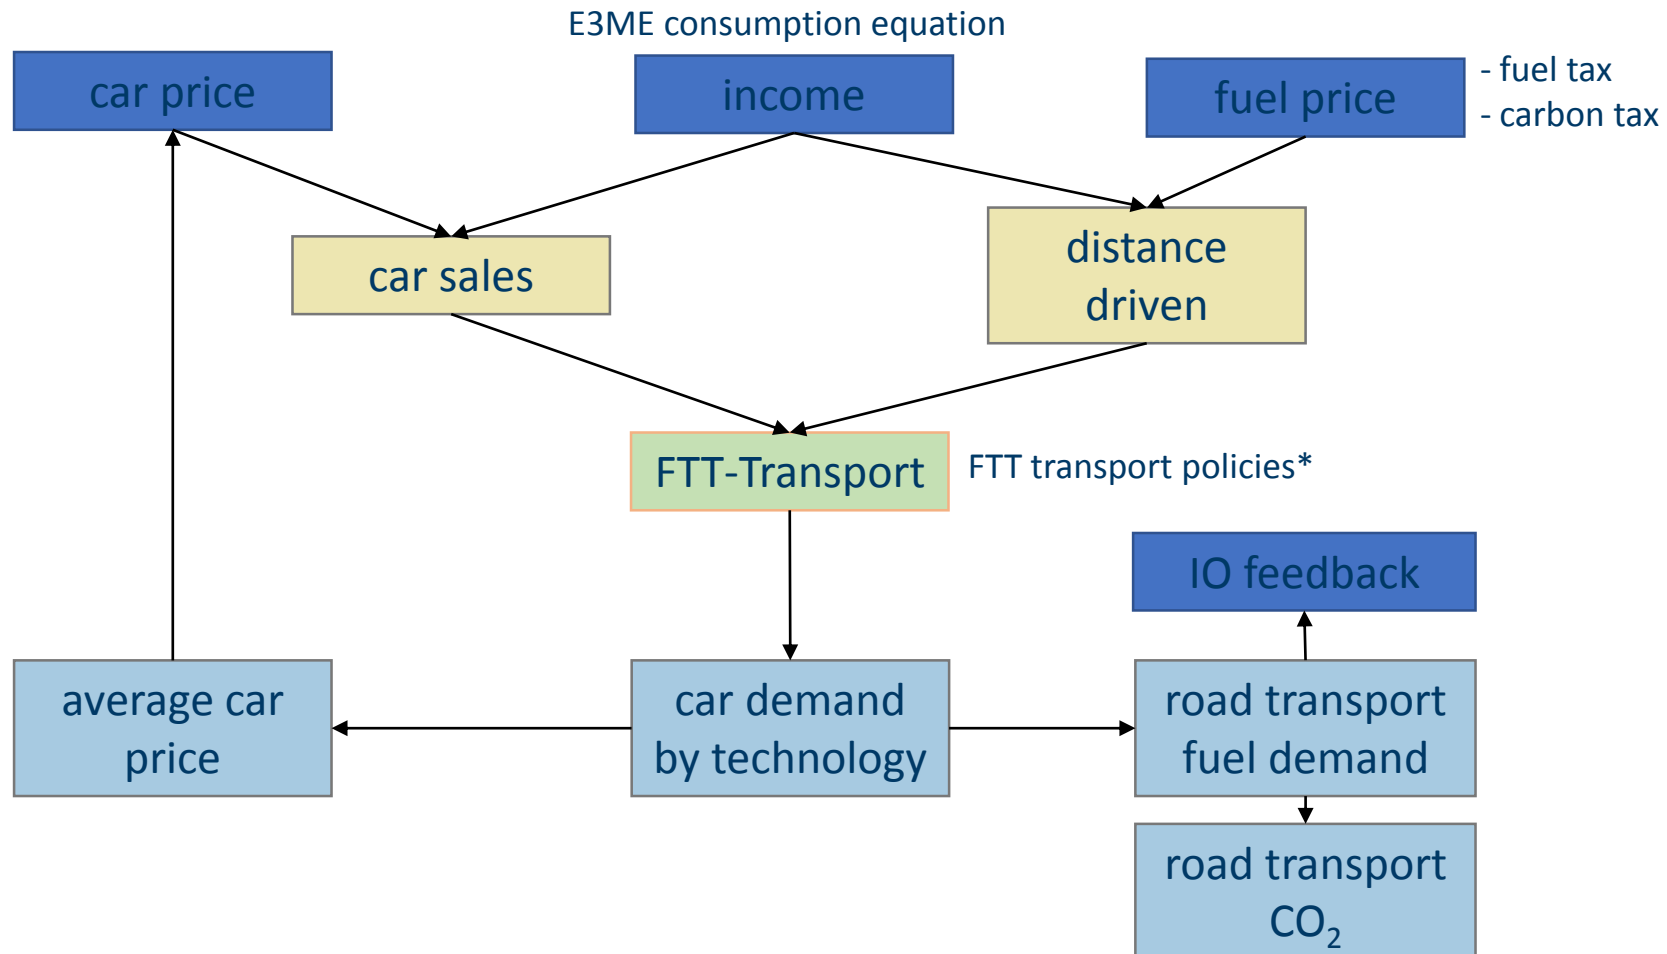 E3ME consumption equation
car price
income
fuel price
- fuel tax
- carbon tax
car sales
distance
driven
FTT-Transport
FTT transport policies*
IO feedback
average car
price
car demand
by technology
road transport
fuel demand
road transport
CO₂